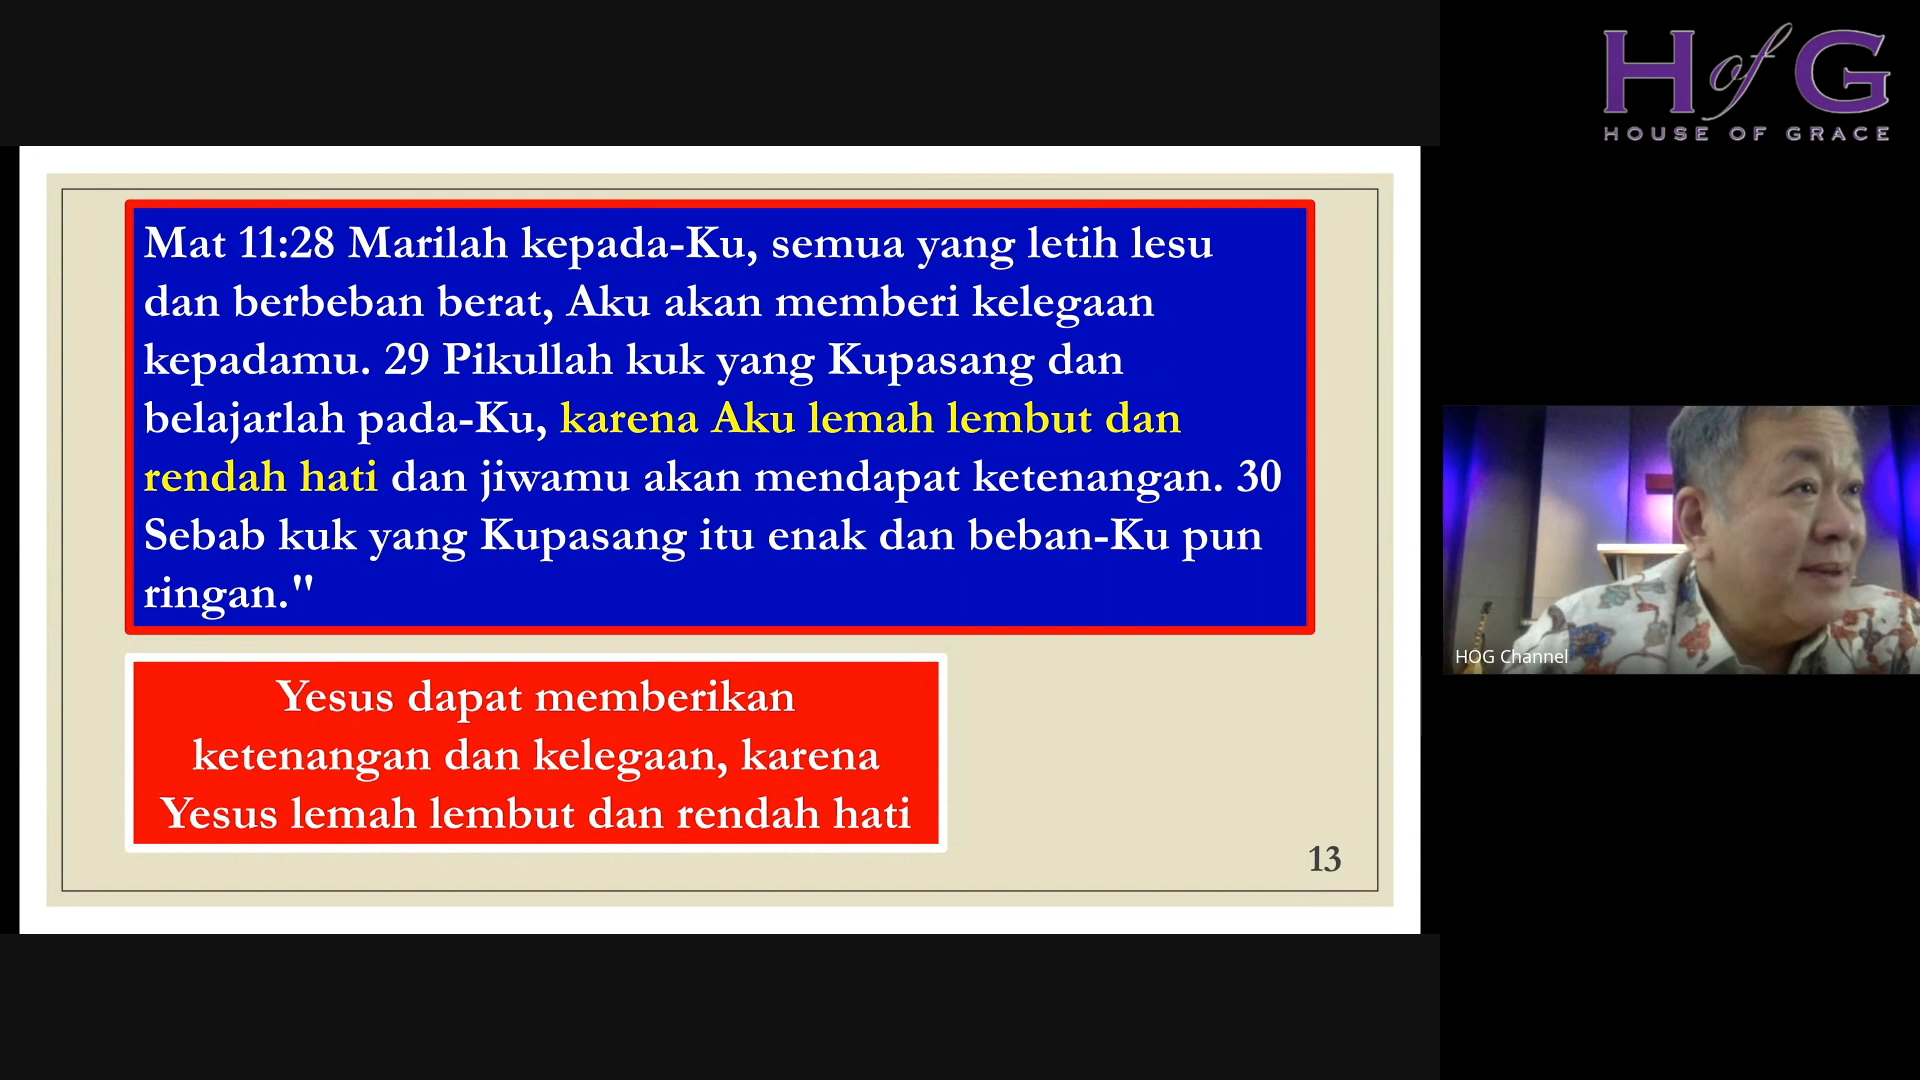 H of G
HOUSE OF GRACE
Mat 11:28 Marilah kepada-Ku, semua yang letih lesu
dan berbeban berat, Aku akan memberi kelegaan
kepadamu. 29 Pikullah kuk yang Kupasang dan
belajarlah pada-Ku, karena Aku lemah lembut dan
rendah hati dan jiwamu akan mendapat ketenangan. 30
Sebab kuk yang Kupasang itu enak dan beban-Ku pun
ringan."
Yesus dapat memberikan
ketenangan dan kelegaan, karena
Yesus lemah lembut dan rendah hati
13
HOG Channel